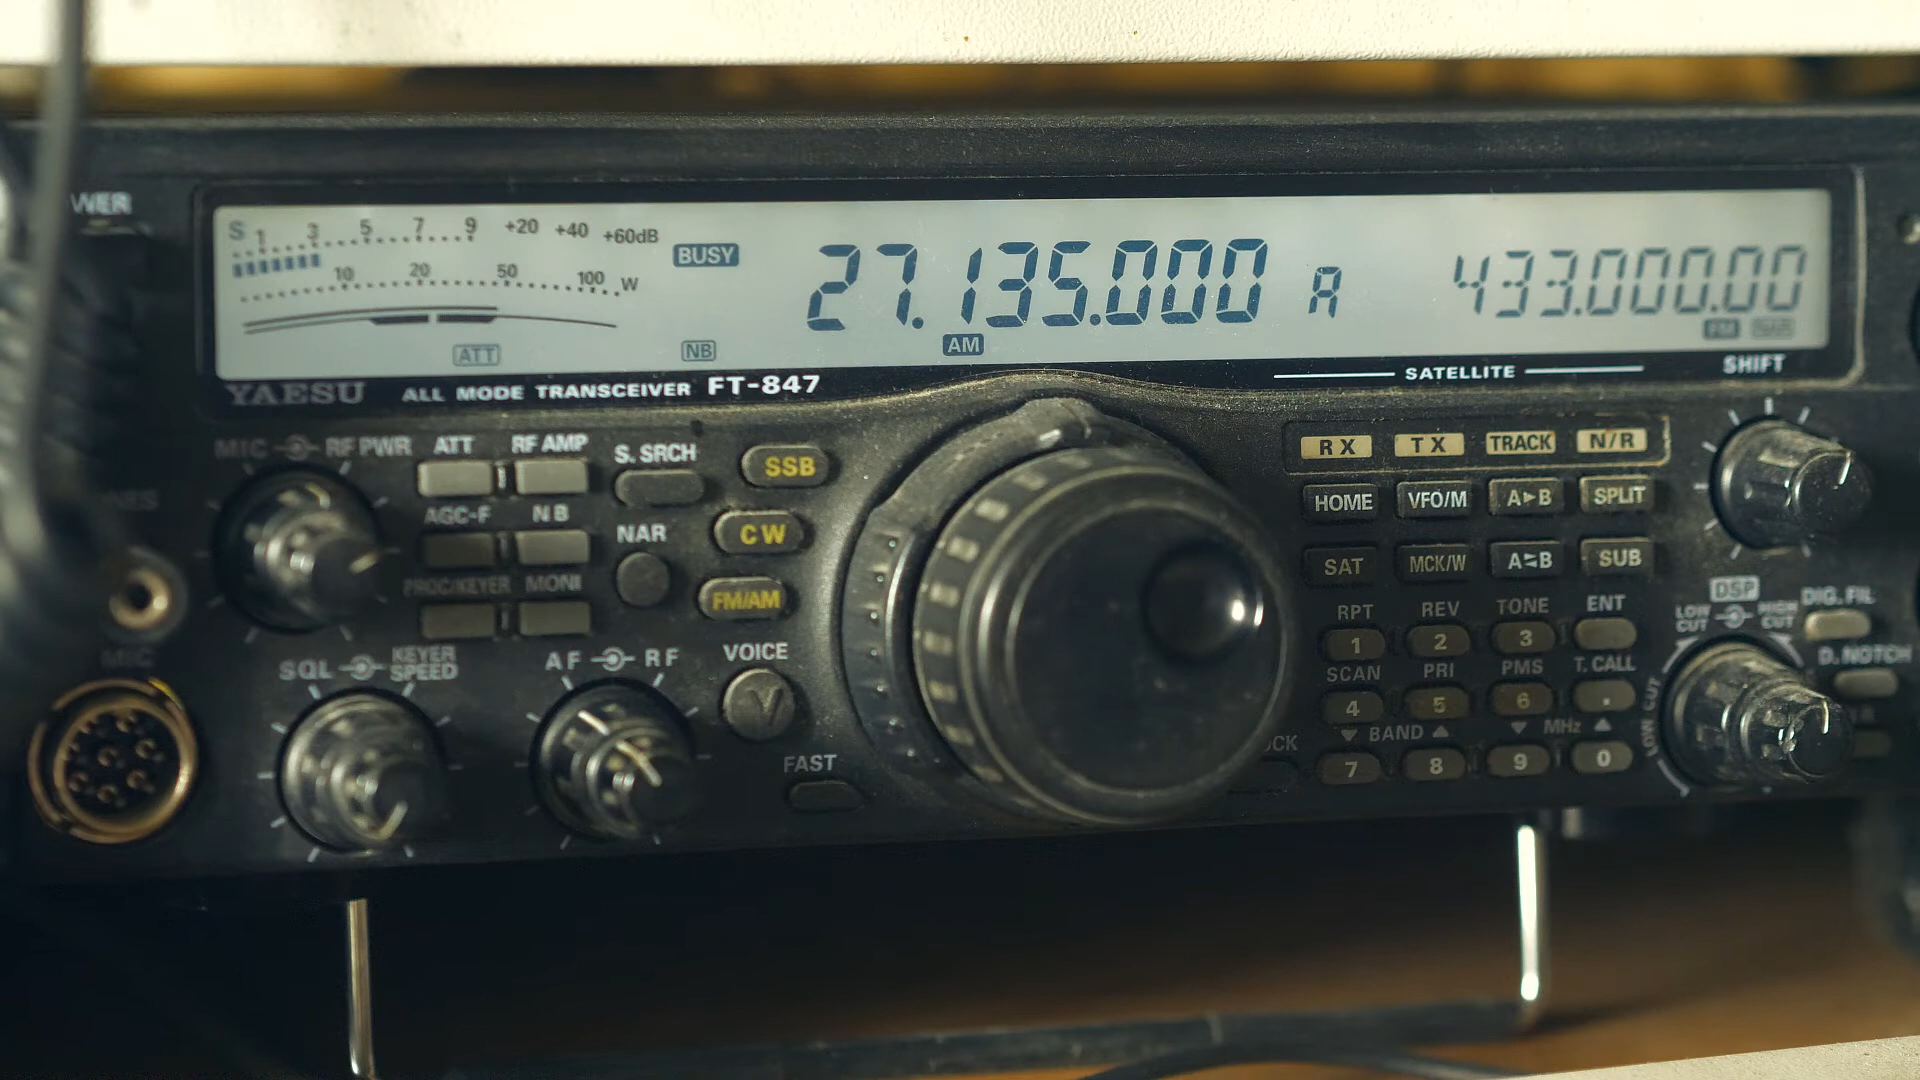 WER
S 1 3 5 7 9 +20 +40 +60dB
10 20 50 100 W
BUSY
27.135.000 A
433.000.00
ATT
NB
AM
FM
YAESU ALL MODE TRANSCEIVER FT-847
SATELLITE
SHIFT
MIC RF PWR
ATT
RF AMP
S. SRCH
SSB
RX TX TRACK N/R
AGC-F
NB
NAR
CW
HOME VFO/M A▶B SPLIT
PROC/KEYER
MONI
FM/AM
SAT MCK/W A⇆B SUB
DSP
LOW CUT
HIGH CUT
DIG. FIL
RPT REV TONE ENT
1 2 3
MIC
SQL
KEYER SPEED
AF RF
VOICE
D.NOTCH
SCAN PRI PMS T. CALL
4 5 6 .
LOW CUT
FAST
▼ BAND ▲ ▼ MHz ▲
7 8 9 0